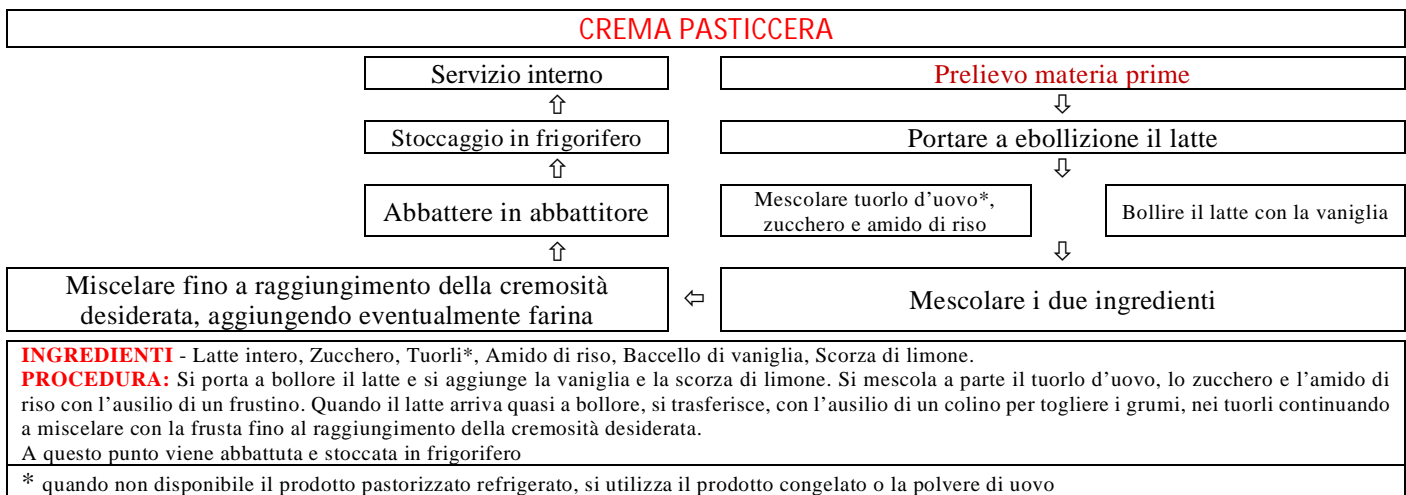 CREMA PASTICCERA
Servizio interno
Prelievo materia prime
⇧
⇩
Stoccaggio in frigorifero
Portare a ebollizione il latte
⇧
⇩
Abbattere in abbattitore
Mescolare tuorlo d'uovo*,
zucchero e amido di riso
Bollire il latte con la vaniglia
⇧
⇩
Miscelare fino a raggiungimento della cremosità
desiderata, aggiungendo eventualmente farina
⇦
Mescolare i due ingredienti
INGREDIENTI - Latte intero, Zucchero, Tuorli*, Amido di riso, Baccello di vaniglia, Scorza di limone.
PROCEDURA: Si porta a bollore il latte e si aggiunge la vaniglia e la scorza di limone. Si mescola a parte il tuorlo d'uovo, lo zucchero e l'amido di
riso con l'ausilio di un frustino. Quando il latte arriva quasi a bollore, si trasferisce, con l'ausilio di un colino per togliere i grumi, nei tuorli continuando
a miscelare con la frusta fino al raggiungimento della cremosità desiderata.
A questo punto viene abbattuta e stoccata in frigorifero
* quando non disponibile il prodotto pastorizzato refrigerato, si utilizza il prodotto congelato o la polvere di uovo